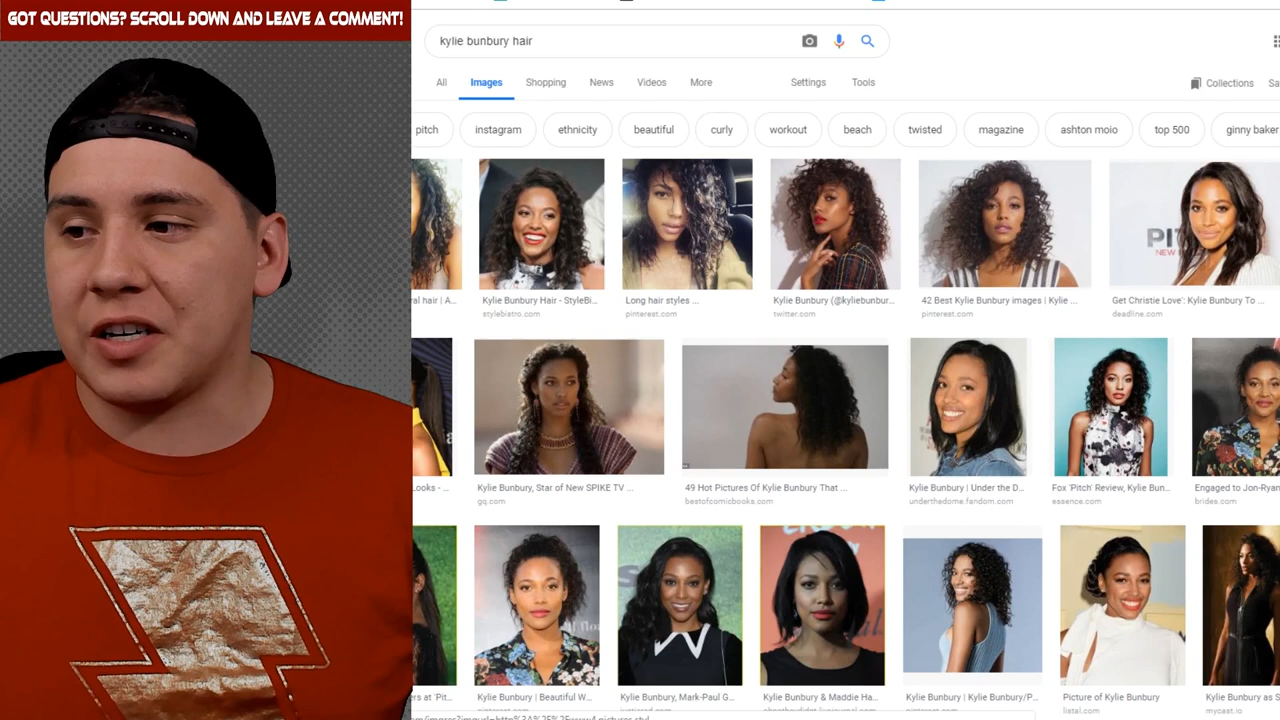 GOT QUESTIONS? SCROLL DOWN AND LEAVE A COMMENT!
kylie bunbury hair
All Images Shopping News Videos More Settings Tools Collections
pitch instagram ethnicity beautiful curly workout beach twisted magazine ashton moio top 500 ginny baker
ral hair | A... Kylie Bunbury Hair - StyleBi... Long hair styles ... Kylie Bunbury (@kyliebunbur... 42 Best Kylie Bunbury images | Kylie ... Get Christie Love': Kylie Bunbury To ...
stylebistro.com pinterest.com twitter.com pinterest.com deadline.com
Looks - ... Kylie Bunbury, Star of New SPIKE TV ... 49 Hot Pictures Of Kylie Bunbury That ... Kylie Bunbury | Under the D... Fox 'Pitch' Review, Kylie Bun... Engaged to Jon-Ryan
gq.com bestofcomicbooks.com underthedome.fandom.com essence.com brides.com
ers at 'Pit... Kylie Bunbury | Beautiful W... Kylie Bunbury, Mark-Paul G... Kylie Bunbury & Maddie Ha... Kylie Bunbury | Kylie Bunbury/P... Picture of Kylie Bunbury Kylie Bunbury as S
listal.com mycast.io